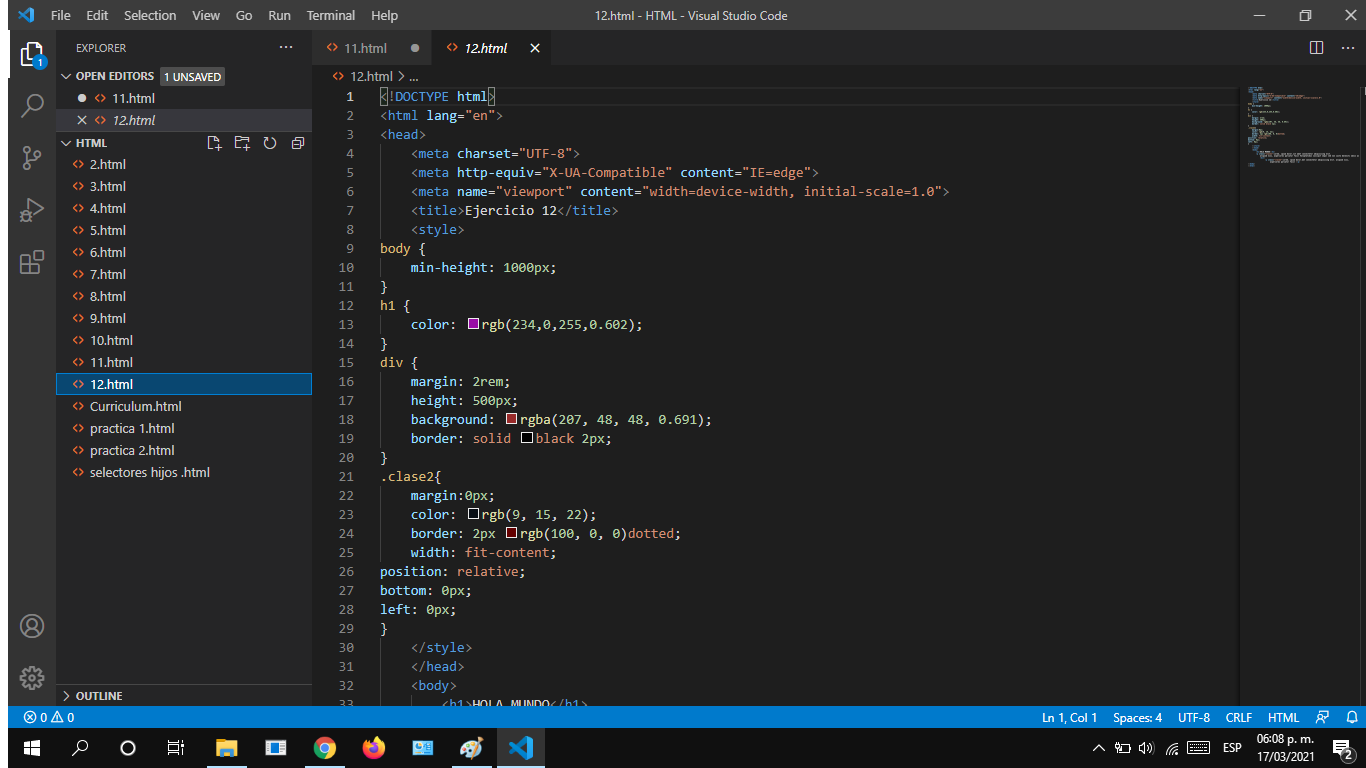 File Edit Selection View Go Run Terminal Help 12.html - HTML - Visual Studio Code
EXPLORER
OPEN EDITORS 1 UNSAVED
11.html
12.html
HTML
2.html
3.html
4.html
5.html
6.html
7.html
8.html
9.html
10.html
11.html
12.html
Curriculum.html
practica 1.html
practica 2.html
selectores hijos .html
OUTLINE
11.html 12.html
12.html > ...
1 <!DOCTYPE html>
2 <html lang="en">
3 <head>
4 <meta charset="UTF-8">
5 <meta http-equiv="X-UA-Compatible" content="IE=edge">
6 <meta name="viewport" content="width=device-width, initial-scale=1.0">
7 <title>Ejercicio 12</title>
8 <style>
9 body {
10 min-height: 1000px;
11 }
12 h1 {
13 color: rgb(234,0,255,0.602);
14 }
15 div {
16 margin: 2rem;
17 height: 500px;
18 background: rgba(207, 48, 48, 0.691);
19 border: solid black 2px;
20 }
21 .clase2{
22 margin:0px;
23 color: rgb(9, 15, 22);
24 border: 2px rgb(100, 0, 0)dotted;
25 width: fit-content;
26 position: relative;
27 bottom: 0px;
28 left: 0px;
29 }
30 </style>
31 </head>
32 <body>
33 <h1>HOLA MUNDO</h1>
0 0 Ln 1, Col 1 Spaces: 4 UTF-8 CRLF HTML
ESP 06:08 p. m.
17/03/2021
2
1